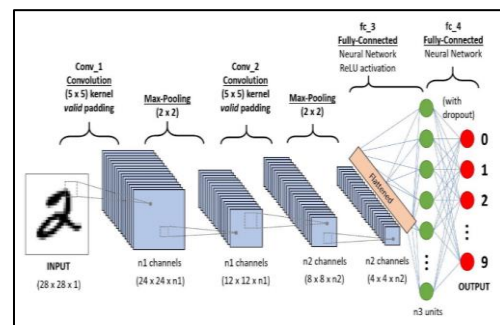 Conv_1
Convolution
(5 x 5) kernel
valid padding
Max-Pooling
(2 x 2)
Conv_2
Convolution
(5 x 5) kernel
valid padding
Max-Pooling
(2 x 2)
fc_3
Fully-Connected
Neural Network
ReLU activation
fc_4
Fully-Connected
Neural Network
(with
dropout)
Flattened
2
0
1
2
9
INPUT
(28 x 28 x 1)
n1 channels
(24 x 24 x n1)
n1 channels
(12 x 12 x n1)
n2 channels
(8 x 8 x n2)
n2 channels
(4 x 4 x n2)
n3 units
OUTPUT